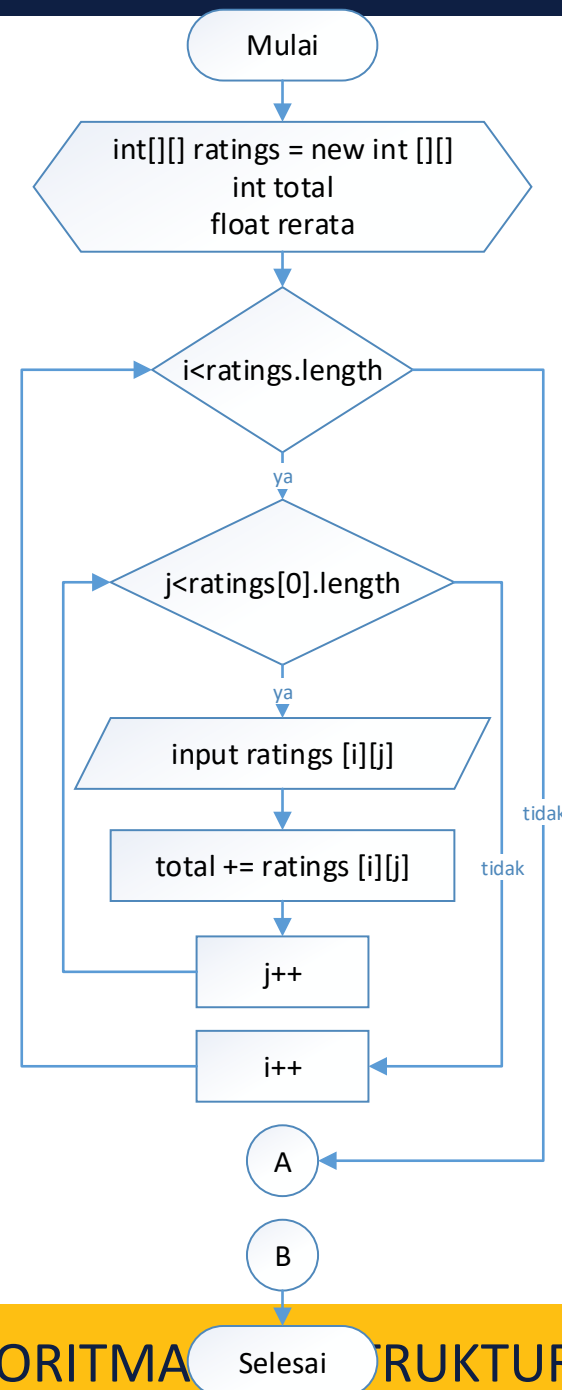 Mulai
int[][] ratings = new int [][]
int total
float rerata
i<ratings.length
ya
j<ratings[0].length
ya
input ratings [i][j]
tidak
total += ratings [i][j]
tidak
j++
i++
A
B
ORITMA
Selesai
TRUKTUR